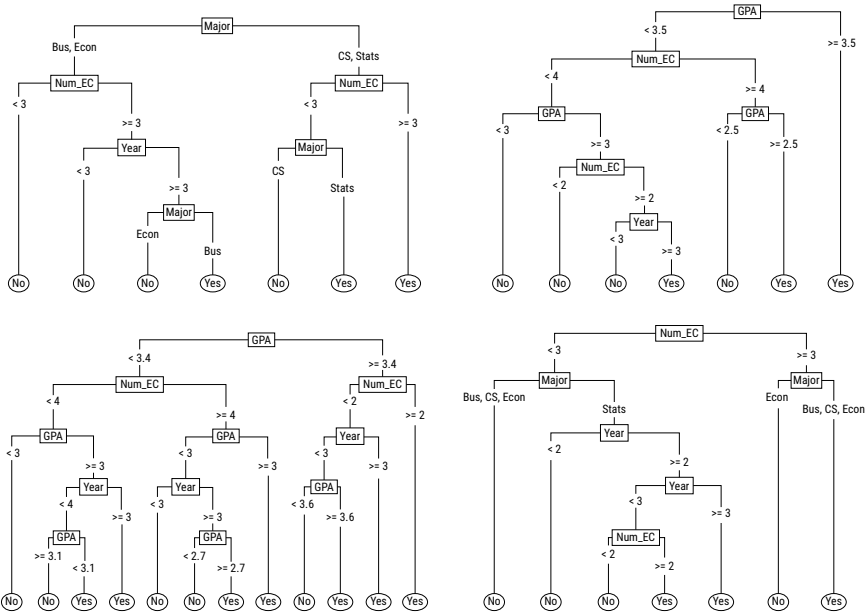 Major
Bus, Econ
CS, Stats
Num_EC
Num_EC
< 3
>= 3
< 3
>= 3
Year
Major
< 3
>= 3
CS
Stats
Major
Econ
Bus
No
No
No
Yes
No
Yes
Yes
GPA
< 3.5
>= 3.5
Num_EC
< 4
>= 4
GPA
GPA
< 3
>= 3
< 2.5
>= 2.5
Num_EC
< 2
>= 2
Year
< 3
>= 3
No
No
No
Yes
No
Yes
Yes
GPA
< 3.4
>= 3.4
Num_EC
Num_EC
< 4
>= 4
< 2
>= 2
GPA
GPA
Year
< 3
>= 3
< 3
>= 3
< 3
>= 3
Year
Year
GPA
< 4
>= 3
< 3
>= 3
< 3.6
>= 3.6
GPA
GPA
>= 3.1
< 3.1
< 2.7
>= 2.7
No
No
Yes
Yes
No
No
Yes
Yes
No
Yes
Yes
Yes
Num_EC
< 3
>= 3
Major
Major
Bus, CS, Econ
Stats
Econ
Bus, CS, Econ
Year
< 2
>= 2
Year
< 3
>= 3
Num_EC
< 2
>= 2
No
No
No
Yes
Yes
No
Yes